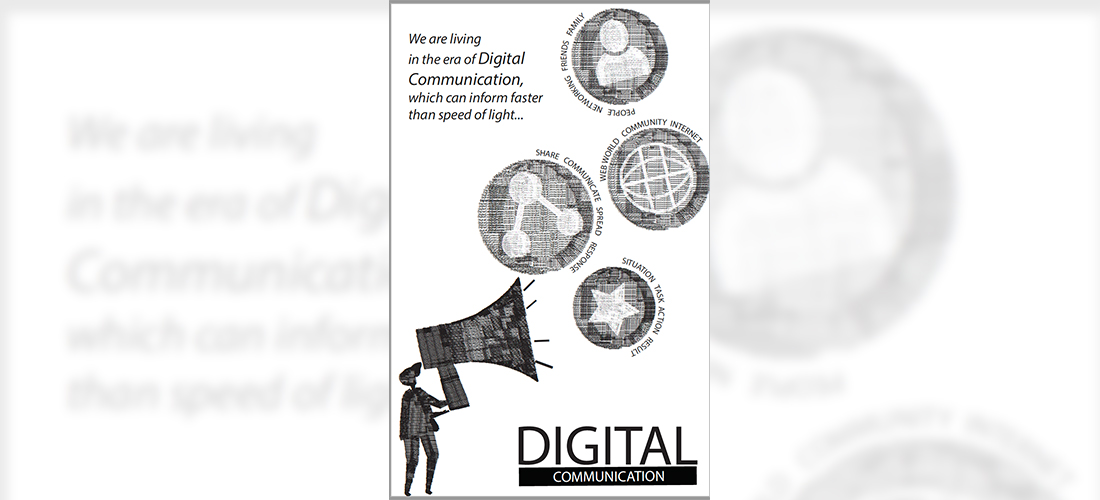 We are living
in the era of Digital
Communication,
which can inform faster
than speed of light...
PEOPLE NETWORKING FRIENDS FAMILY
WEB WORLD COMMUNITY INTERNET
SHARE COMMUNICATE SPREAD RESPONSE
SITUATION TASK ACTION RESULT
DIGITAL
COMMUNICATION